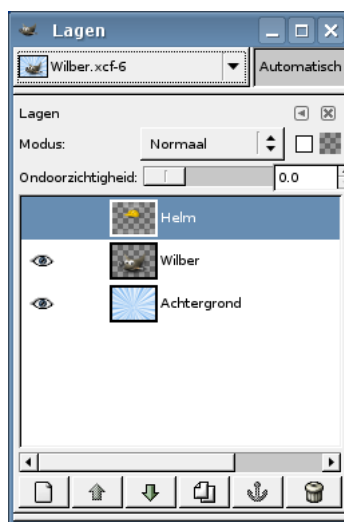 Lagen
Wilber.xcf-6 Automatisch
Lagen
Modus: Normaal
Ondoorzichtigheid: 0.0
Helm
Wilber
Achtergrond